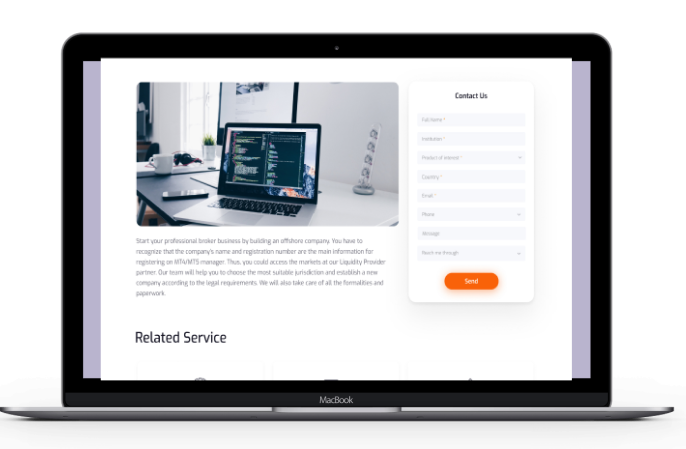 Contact Us
Full name *
Institution *
Product of interest *
Country *
Email *
Phone
Message
Reach me through
Send
Start your professional broker business by building an offshore company. You have to
recognize that the company's name and registration number are the main information for
registering on MT4/MT5 manager. Thus, you could access the markets at our Liquidity Provider
partner. Our team will help you to choose the most suitable jurisdiction and establish a new
company according to the legal requirements. We will also take care of all the formalities and
paperwork.
Related Service
MacBook